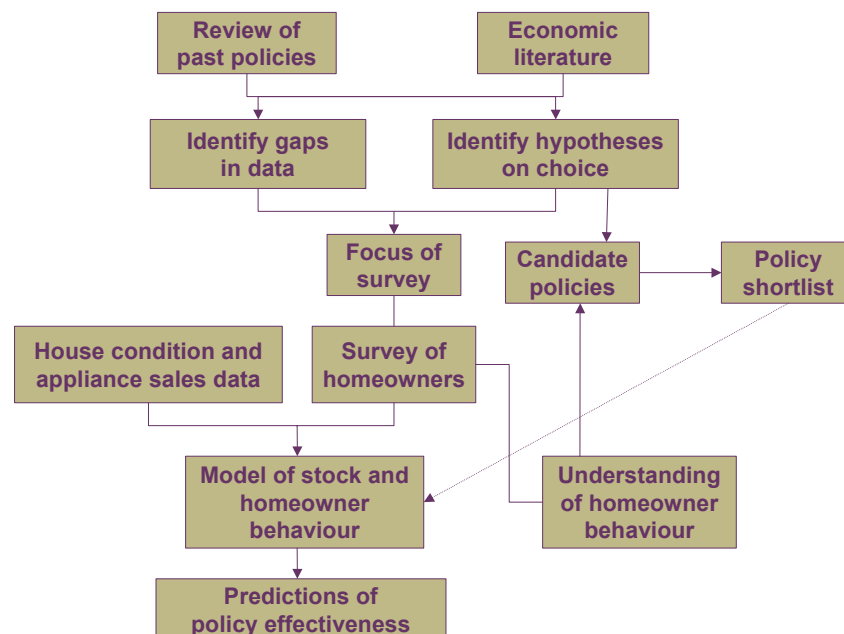 Review of
past policies
Economic
literature
Identify gaps
in data
Identify hypotheses
on choice
Focus of
survey
Candidate
policies
Policy
shortlist
House condition and
appliance sales data
Survey of
homeowners
Model of stock and
homeowner
behaviour
Understanding
of homeowner
behaviour
Predictions of
policy effectiveness